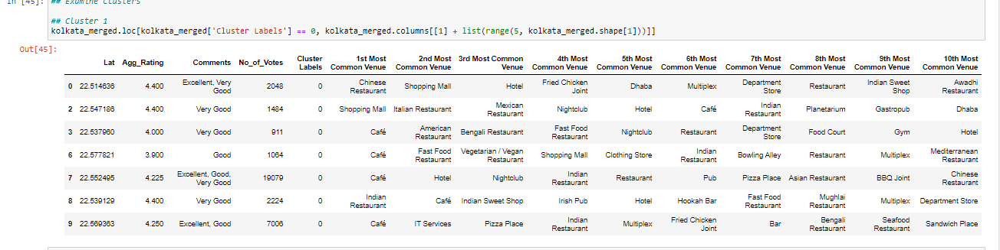 In [45]: ## Examine Clusters
## Cluster 1
kolkata_merged.loc[kolkata_merged['Cluster Labels'] == 0, kolkata_merged.columns[[1] + list(range(5, kolkata_merged.shape[1]))]]
Out[45]:
Lat Agg_Rating Comments No_of_Votes Cluster Labels 1st Most Common Venue 2nd Most Common Venue 3rd Most Common Venue 4th Most Common Venue 5th Most Common Venue 6th Most Common Venue 7th Most Common Venue 8th Most Common Venue 9th Most Common Venue 10th Most Common Venue
0 22.514636 4.400 Excellent, Very Good 2048 0 Chinese Restaurant Shopping Mall Hotel Fried Chicken Joint Dhaba Multiplex Department Store Restaurant Indian Sweet Shop Awadhi Restaurant
2 22.547186 4.400 Very Good 1484 0 Shopping Mall Italian Restaurant Mexican Restaurant Nightclub Hotel Café Indian Restaurant Planetarium Gastropub Dhaba
3 22.537960 4.000 Very Good 911 0 Café American Restaurant Bengali Restaurant Fast Food Restaurant Nightclub Restaurant Department Store Food Court Gym Hotel
6 22.577821 3.900 Good 1064 0 Café Fast Food Restaurant Vegetarian / Vegan Restaurant Shopping Mall Clothing Store Indian Restaurant Bowling Alley Restaurant Multiplex Mediterranean Restaurant
7 22.552495 4.225 Excellent, Good, Very Good 19079 0 Café Hotel Nightclub Indian Restaurant Restaurant Pub Pizza Place Asian Restaurant BBQ Joint Chinese Restaurant
8 22.539129 4.400 Very Good 2224 0 Indian Restaurant Café Indian Sweet Shop Irish Pub Hotel Hookah Bar Fast Food Restaurant Mughlai Restaurant Multiplex Department Store
9 22.569363 4.250 Excellent, Good 7006 0 Café IT Services Pizza Place Indian Restaurant Multiplex Fried Chicken Joint Bar Bengali Restaurant Seafood Restaurant Sandwich Place